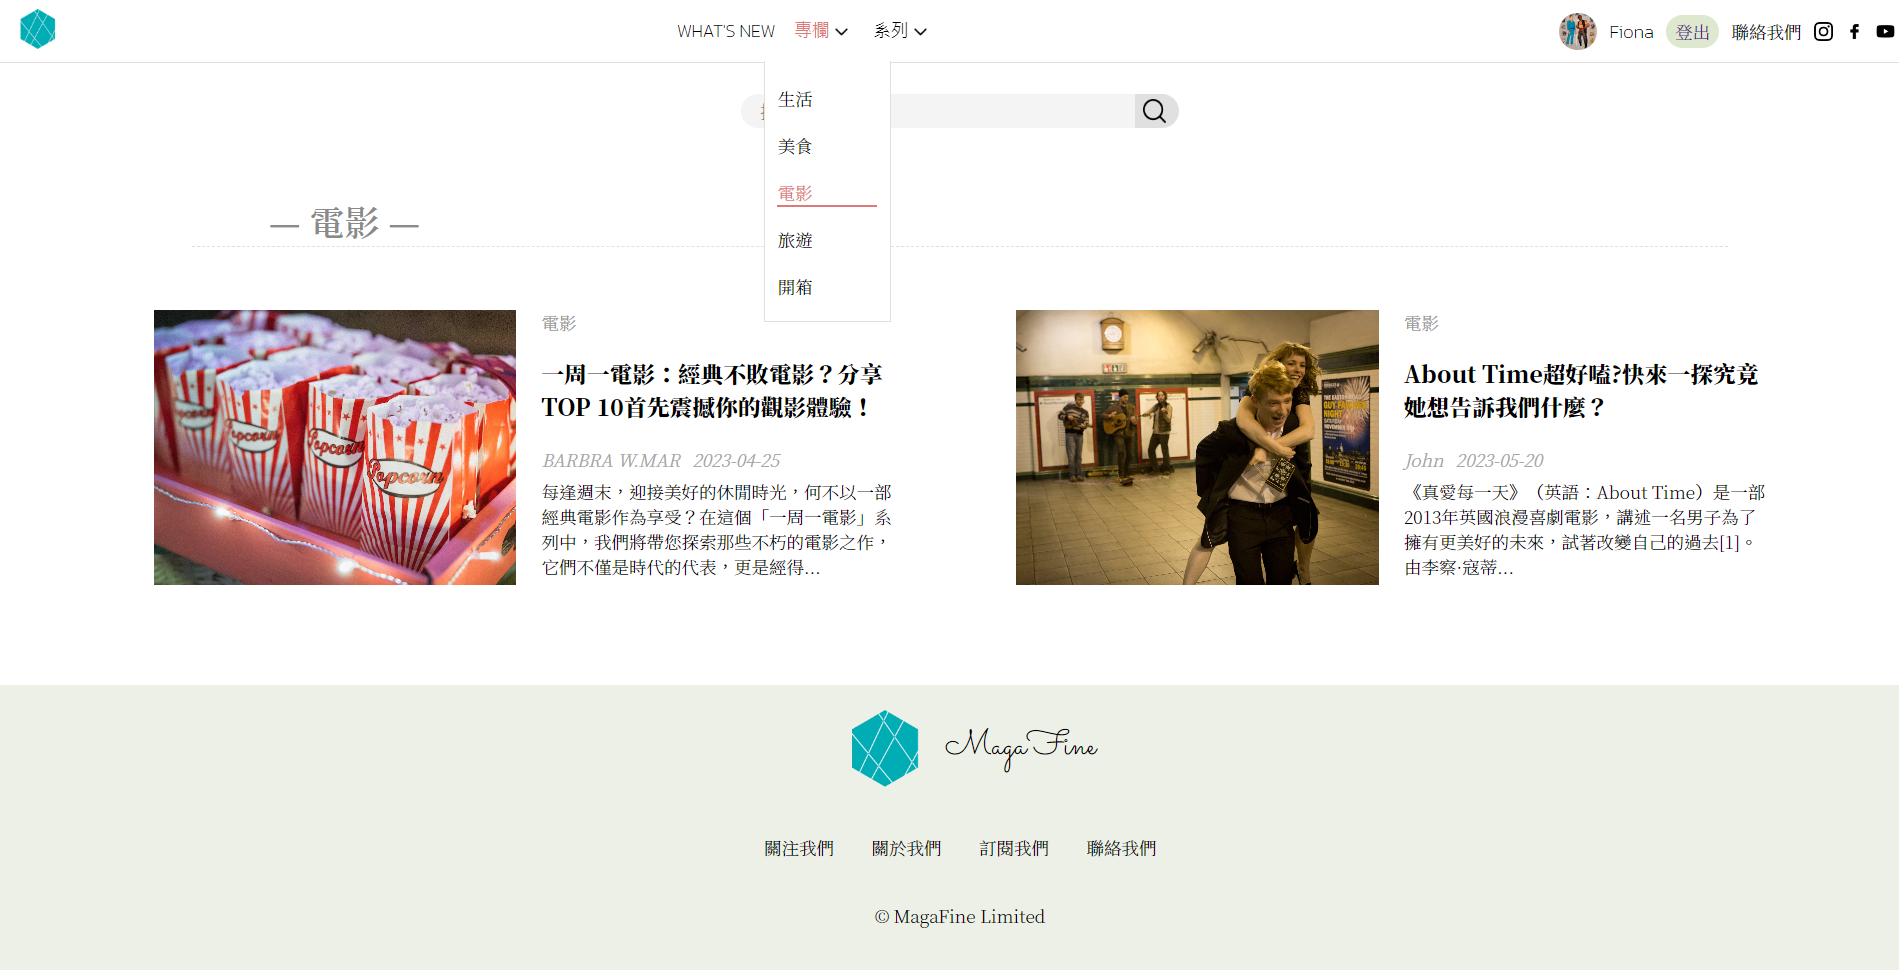 WHAT'S NEW 專欄 系列 Fiona 登出 聯絡我們
生活
美食
電影
旅遊
開箱
— 電影 —
電影
一周一電影：經典不敗電影？分享
TOP 10首先震撼你的觀影體驗！
BARBRA W.MAR 2023-04-25
每逢週末，迎接美好的休閒時光，何不以一部
經典電影作為享受？在這個「一周一電影」系
列中，我們將帶您探索那些不朽的電影之作，
它們不僅是時代的代表，更是經得...
Popcorn
Popcorn
Popcorn
電影
About Time超好嗑?快來一探究竟
她想告訴我們什麼？
John 2023-05-20
《真愛每一天》（英語：About Time）是一部
2013年英國浪漫喜劇電影，講述一名男子為了
擁有更美好的未來，試著改變自己的過去[1]。
由李察·寇蒂...
MagaFine
關注我們 關於我們 訂閱我們 聯絡我們
© MagaFine Limited